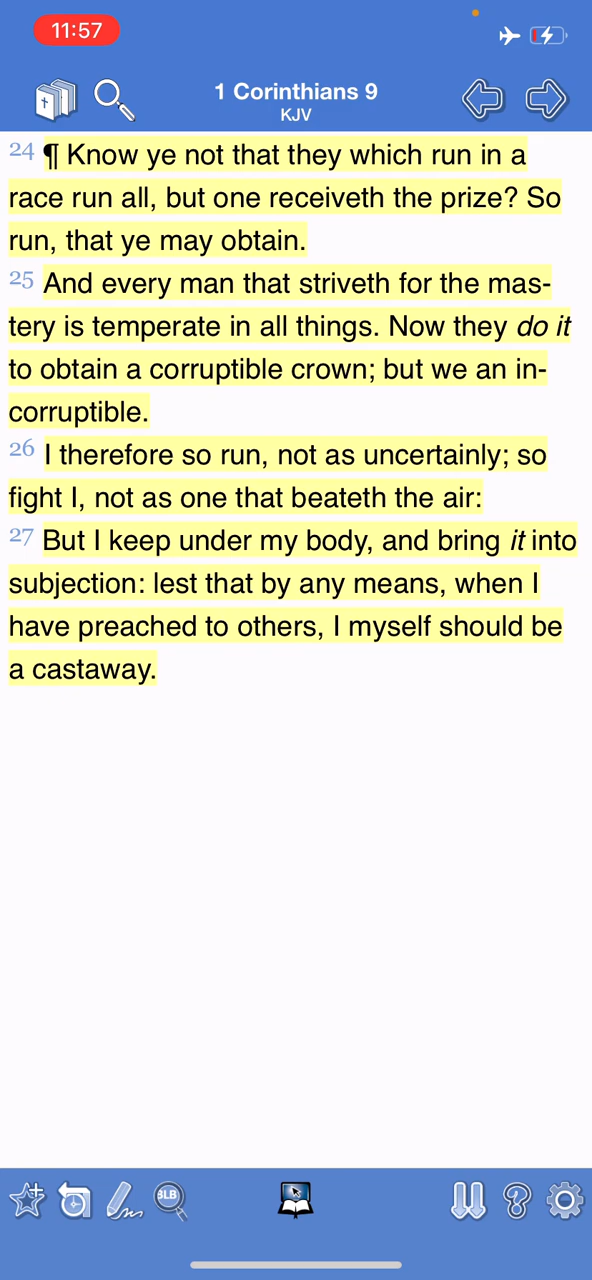 11:57
1 Corinthians 9
KJV
24 ¶ Know ye not that they which run in a
race run all, but one receiveth the prize? So
run, that ye may obtain.
25 And every man that striveth for the mas-
tery is temperate in all things. Now they do it
to obtain a corruptible crown; but we an in-
corruptible.
26 I therefore so run, not as uncertainly; so
fight I, not as one that beateth the air:
27 But I keep under my body, and bring it into
subjection: lest that by any means, when I
have preached to others, I myself should be
a castaway.
BLB